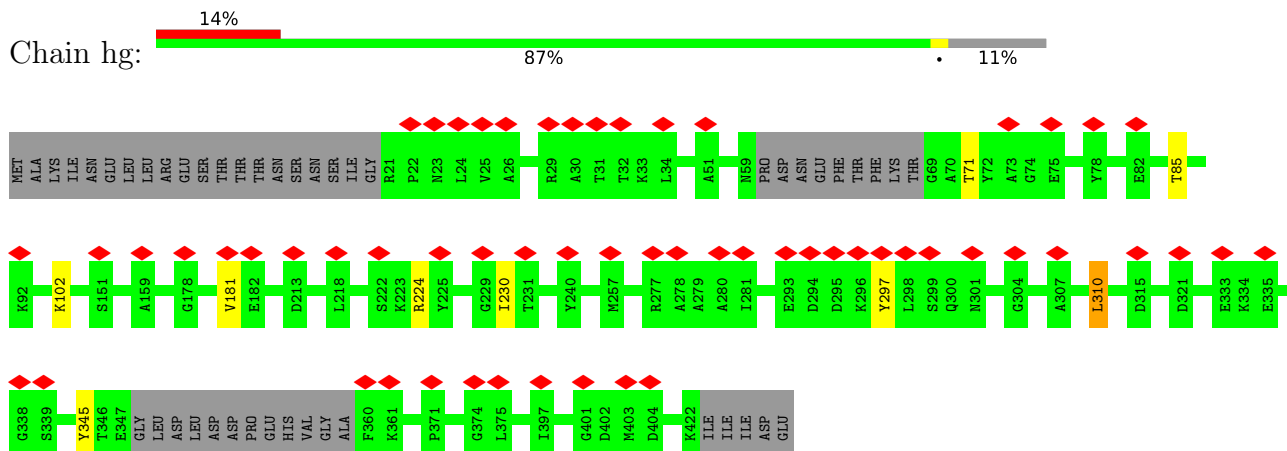 14%
Chain hg:
87% • 11%
MET ALA LYS ILE ASN GLU LEU LEU ARG GLU SER THR THR THR ASN SER ASN SER ILE GLY R21 P22 N23 L24 V25 A26 R29 A30 T31 T32 K33 L34 A51 N59 PRO ASP ASN GLU PHE THR PHE LYS THR G69 A70 T71 Y72 A73 G74 E75 Y78 E82 T85
K92 K102 S151 A159 G178 V181 E182 D213 L218 S222 K223 R224 Y225 G229 I230 T231 Y240 M257 R277 A278 A279 A280 I281 E293 D294 D295 K296 Y297 L298 S299 Q300 N301 G304 A307 L310 D315 D321 E333 K334 E335
G338 S339 Y345 T346 E347 GLY LEU ASP LEU ASP ASP PRO GLU HIS VAL GLY ALA F360 K361 P371 G374 L375 I397 G401 D402 M403 D404 K422 ILE ILE ILE ASP GLU